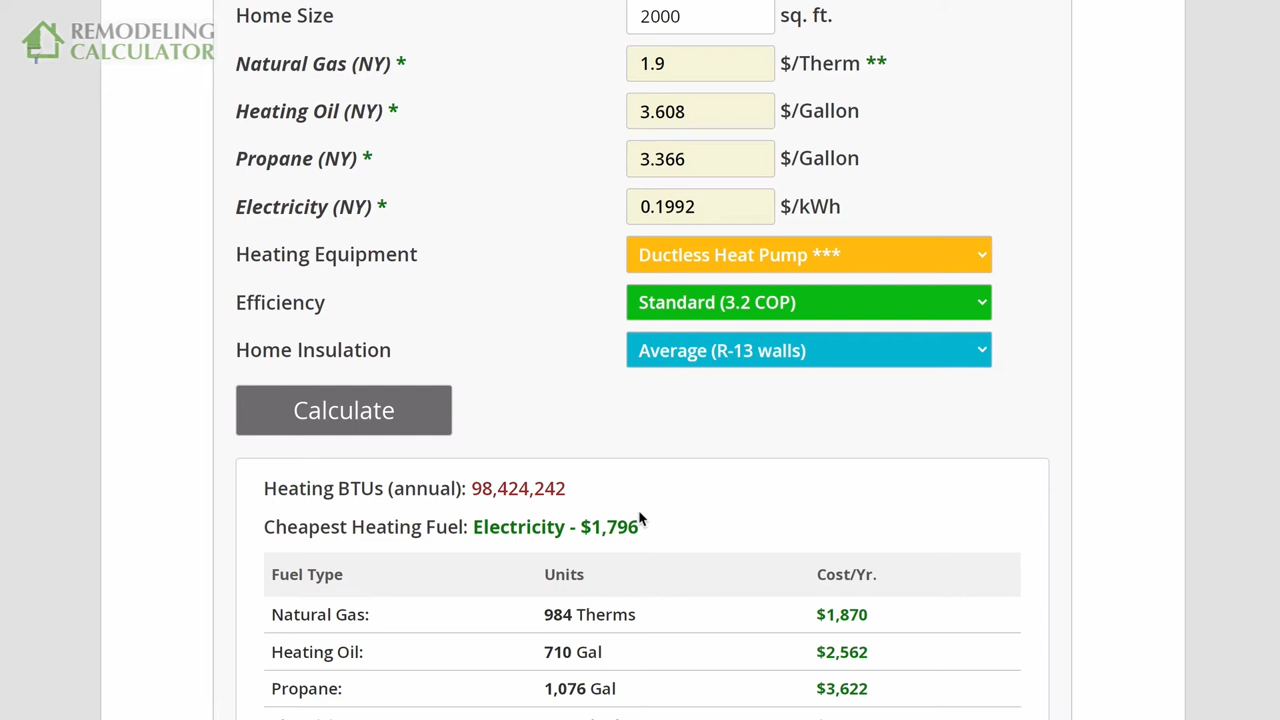 REMODELING
CALCULATOR
Home Size 2000 sq. ft.
Natural Gas (NY) * 1.9 $/Therm **
Heating Oil (NY) * 3.608 $/Gallon
Propane (NY) * 3.366 $/Gallon
Electricity (NY) * 0.1992 $/kWh
Heating Equipment Ductless Heat Pump ***
Efficiency Standard (3.2 COP)
Home Insulation Average (R-13 walls)
Calculate
Heating BTUs (annual): 98,424,242
Cheapest Heating Fuel: Electricity - $1,796
Fuel Type Units Cost/Yr.
Natural Gas: 984 Therms $1,870
Heating Oil: 710 Gal $2,562
Propane: 1,076 Gal $3,622